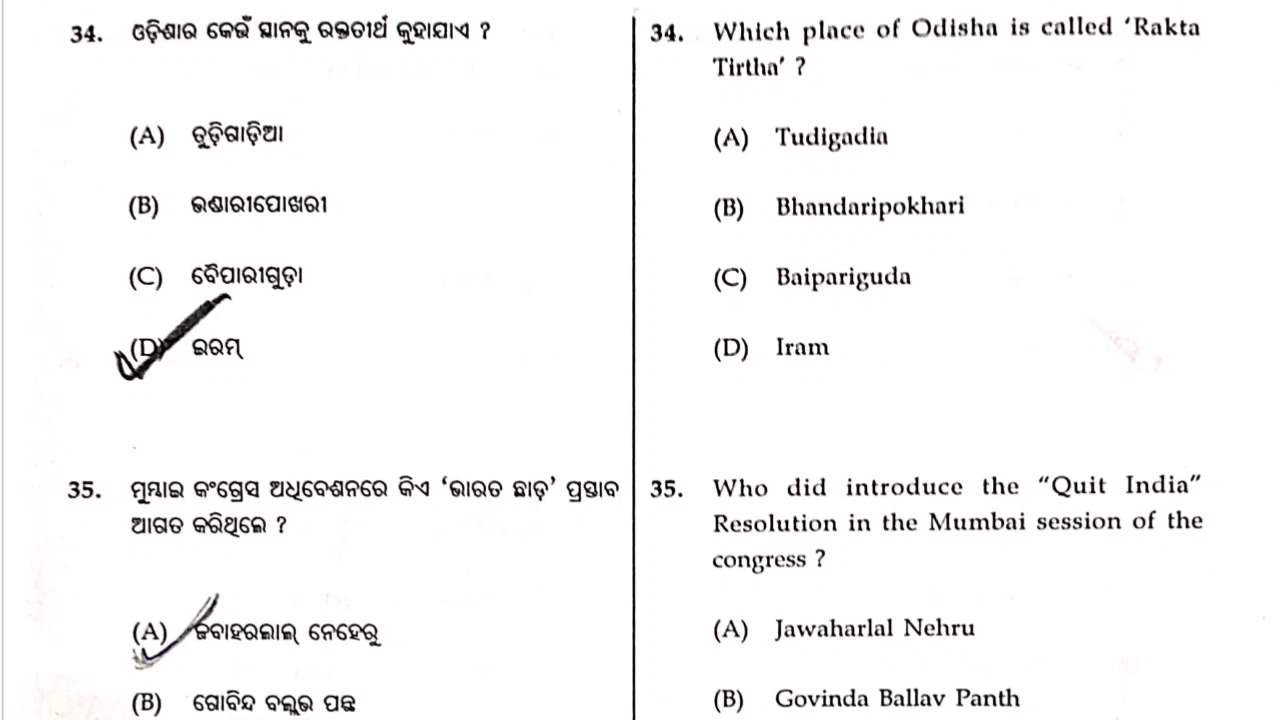 34. ଓଡ଼ିଶାର କେଉଁ ସ୍ଥାନକୁ ରକ୍ତତୀର୍ଥ କୁହାଯାଏ ?
(A) ତୁଡ଼ିଗାଡ଼ିଆ
(B) ଭଣ୍ଡାରୀପୋଖରୀ
(C) ବୈପାରୀଗୁଡ଼ା
(D) ଇରମ୍
35. ମୁମ୍ବାଇ କଂଗ୍ରେସ ଅଧିବେଶନରେ କିଏ ‘ଭାରତ ଛାଡ଼’ ପ୍ରସ୍ତାବ
ଆଗତ କରିଥିଲେ ?
(A) ଜବାହରଲାଲ୍ ନେହେରୁ
(B) ଗୋବିନ୍ଦ ବଲ୍ଲଭ ପନ୍ଥ
34. Which place of Odisha is called ‘Rakta
Tirtha’ ?
(A) Tudigadia
(B) Bhandaripokhari
(C) Baipariguda
(D) Iram
35. Who did introduce the “Quit India”
Resolution in the Mumbai session of the
congress ?
(A) Jawaharlal Nehru
(B) Govinda Ballav Panth